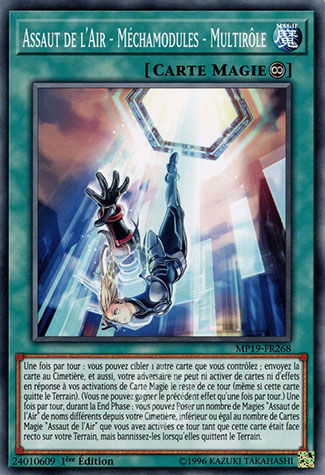 Assaut de l'Air - Méchamodules - Multirôle
魔
[Carte Magie]
MP19-FR268
Une fois par tour : vous pouvez cibler 1 autre carte que vous contrôlez ; envoyez
la carte au Cimetière, et aussi, votre adversaire ne peut ni activer de cartes ni d'effets
en réponse à vos activations de Carte Magie le reste de ce tour (même si cette carte
quitte le Terrain). (Vous ne pouvez gagner le précédent effet qu'une fois par tour.) Une
fois par tour, durant la End Phase : vous pouvez Poser un nombre de Magies "Assaut de
l'Air" de noms différents depuis votre Cimetière, inférieur ou égal au nombre de Cartes
Magie "Assaut de l'Air" que vous avez activées ce tour tant que cette carte était face
recto sur votre Terrain, mais bannissez-les lorsqu'elles quittent le Terrain.
24010609 1ère Édition ©1996 KAZUKI TAKAHASHI